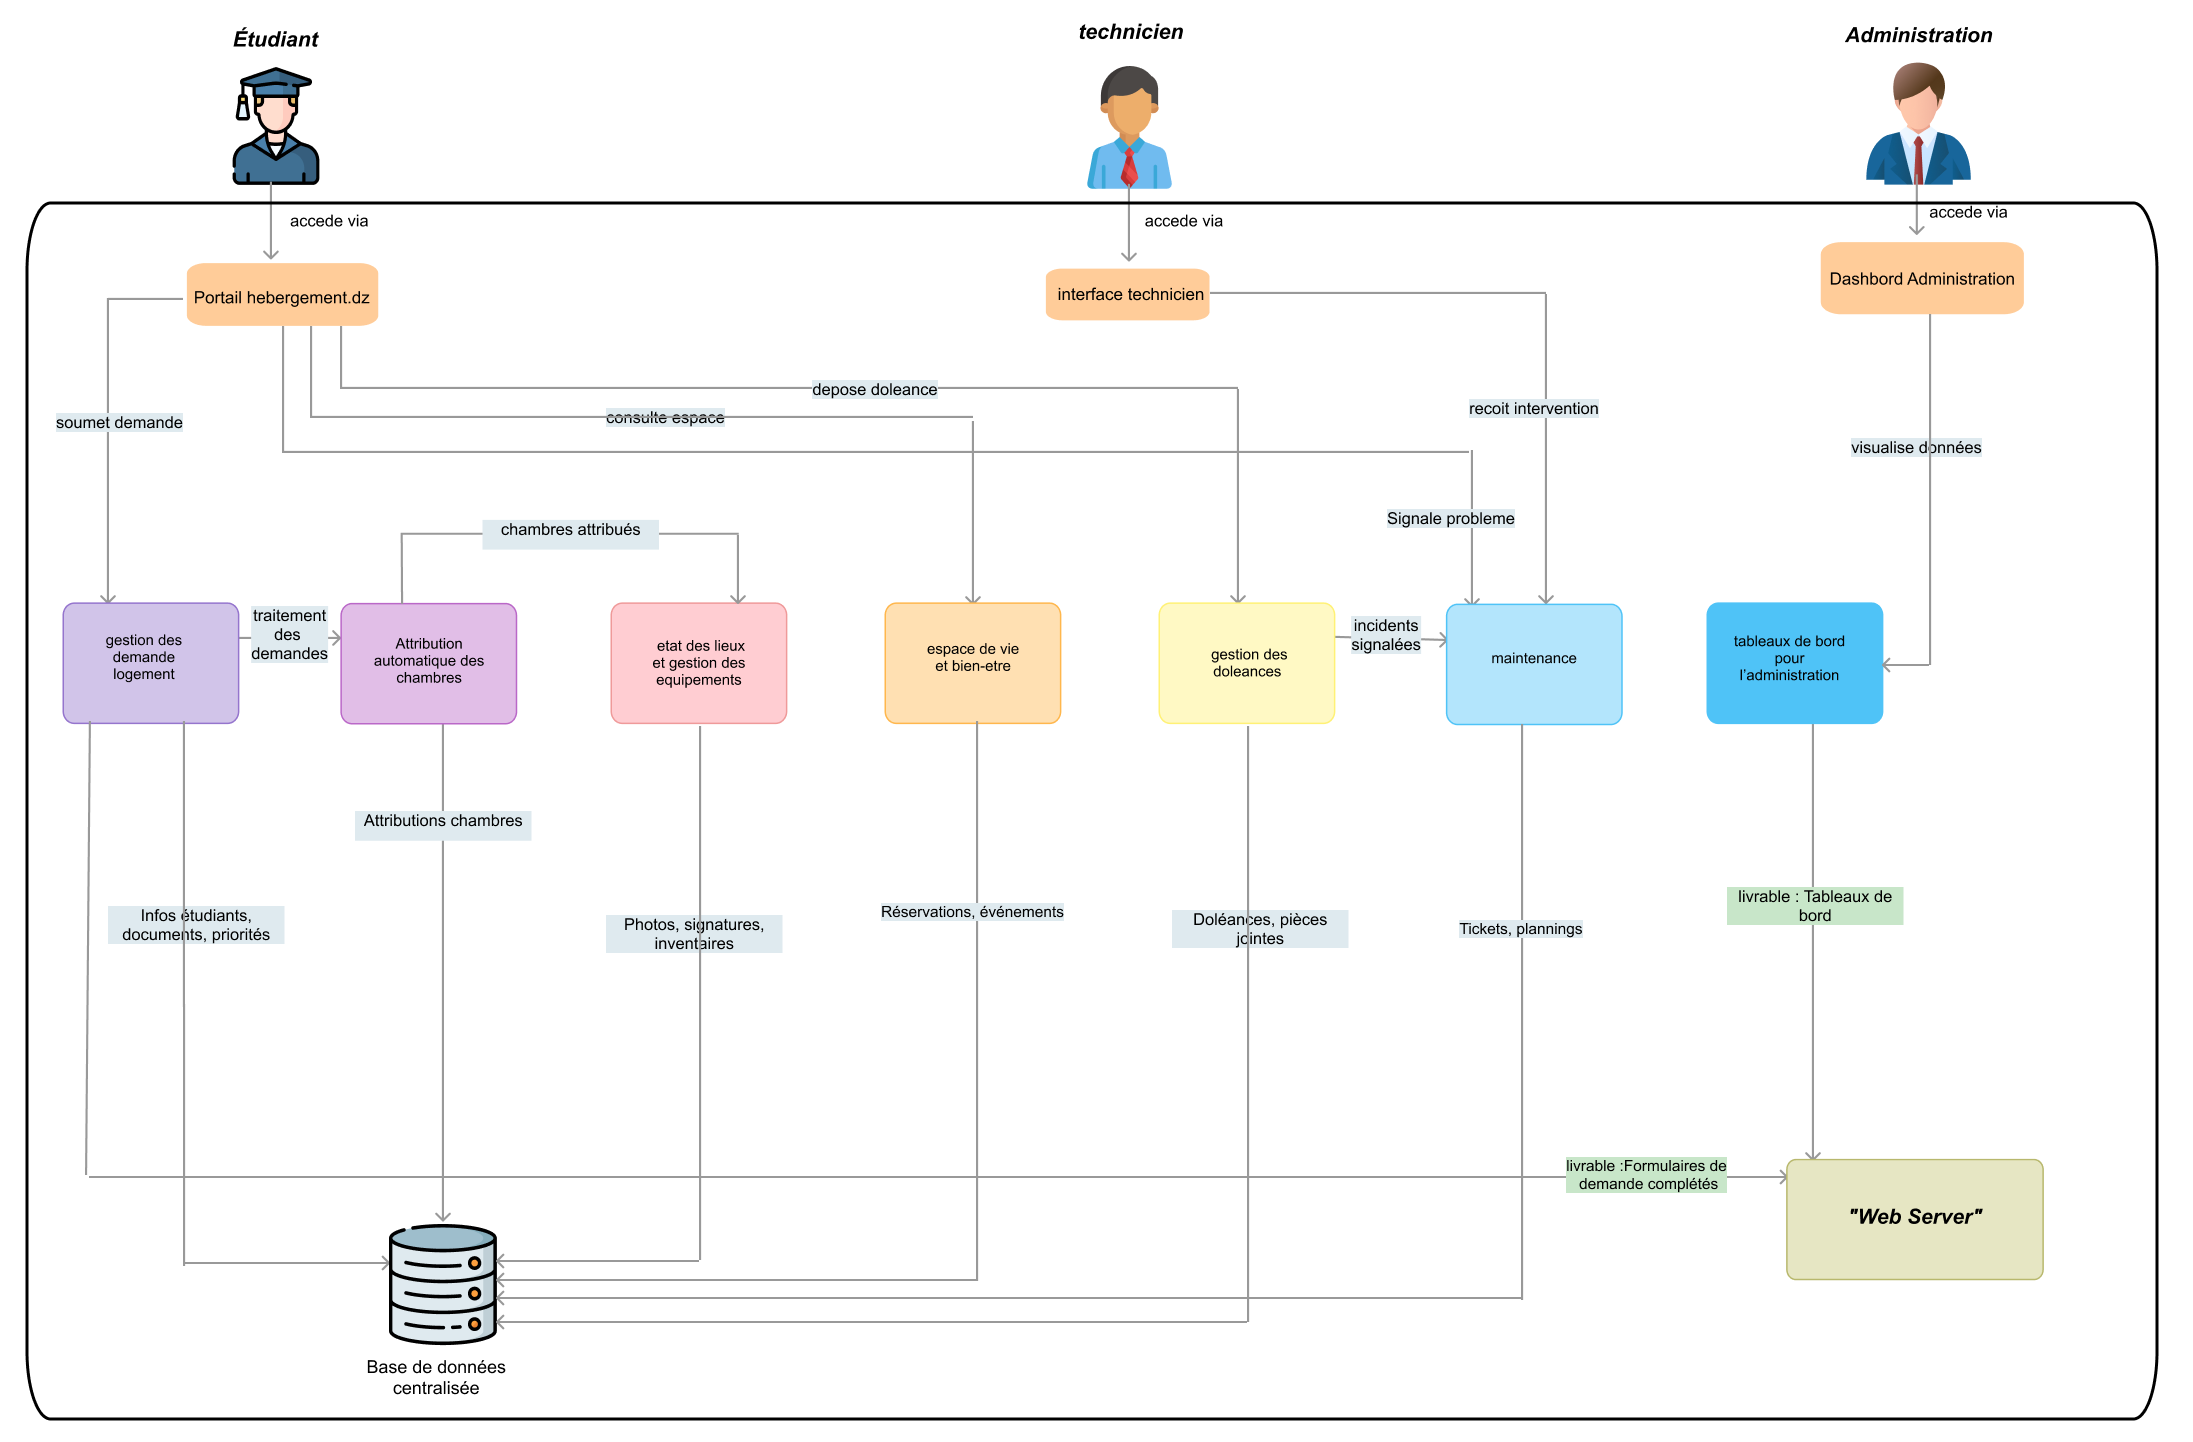 Étudiant
technicien
Administration
accede via
accede via
accede via
Portail hebergement.dz
interface technicien
Dashbord Administration
depose doleance
consulte espace
soumet demande
recoit intervention
visualise données
Signale probleme
chambres attribués
traitement
des
demandes
incidents
signalées
gestion des
demande
logement
Attribution
automatique des
chambres
etat des lieux
et gestion des
equipements
espace de vie
et bien-etre
gestion des
doleances
maintenance
tableaux de bord
pour
l'administration
Attributions chambres
Infos étudiants,
documents, priorités
Photos, signatures,
inventaires
Réservations, événements
Doléances, pièces
jointes
Tickets, plannings
livrable : Tableaux de
bord
livrable :Formulaires de
demande complétés
"Web Server"
Base de données
centralisée